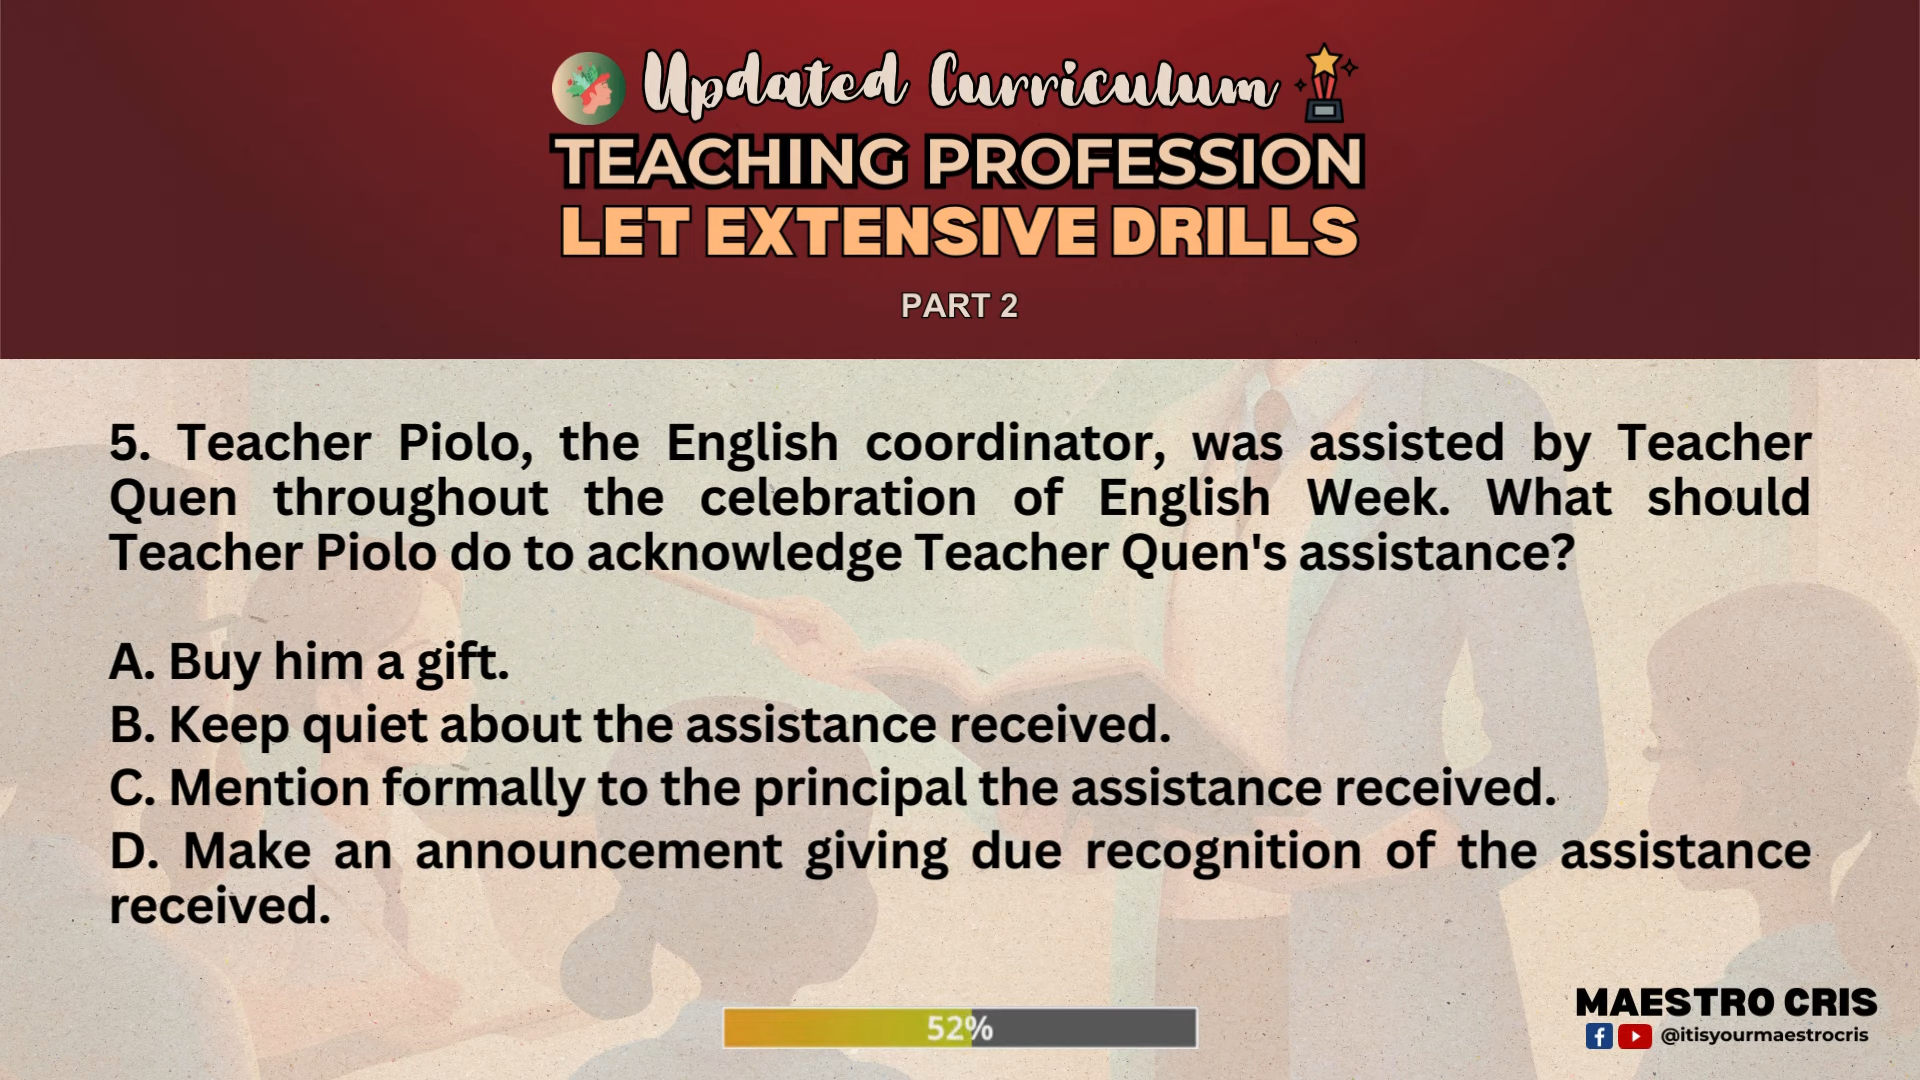 Updated Curriculum
TEACHING PROFESSION
LET EXTENSIVE DRILLS
PART 2
5. Teacher Piolo, the English coordinator, was assisted by Teacher
Quen throughout the celebration of English Week. What should
Teacher Piolo do to acknowledge Teacher Quen's assistance?
A. Buy him a gift.
B. Keep quiet about the assistance received.
C. Mention formally to the principal the assistance received.
D. Make an announcement giving due recognition of the assistance
received.
52%
MAESTRO CRIS
@itisyourmaestrocris